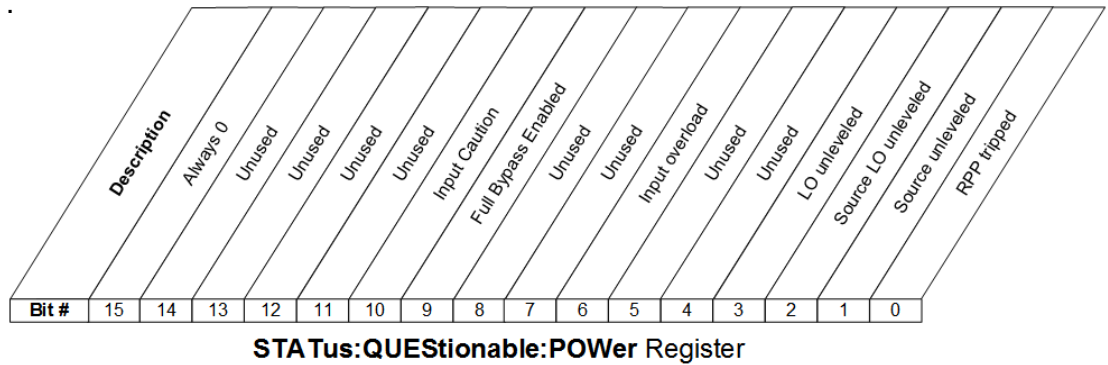 .
Description
Always 0
Unused
Unused
Unused
Unused
Input Caution
Full Bypass Enabled
Unused
Unused
Input overload
Unused
Unused
LO unleveled
Source LO unleveled
Source unleveled
RPP tripped
Bit # 15 14 13 12 11 10 9 8 7 6 5 4 3 2 1 0
STATus:QUEStionable:POWer Register